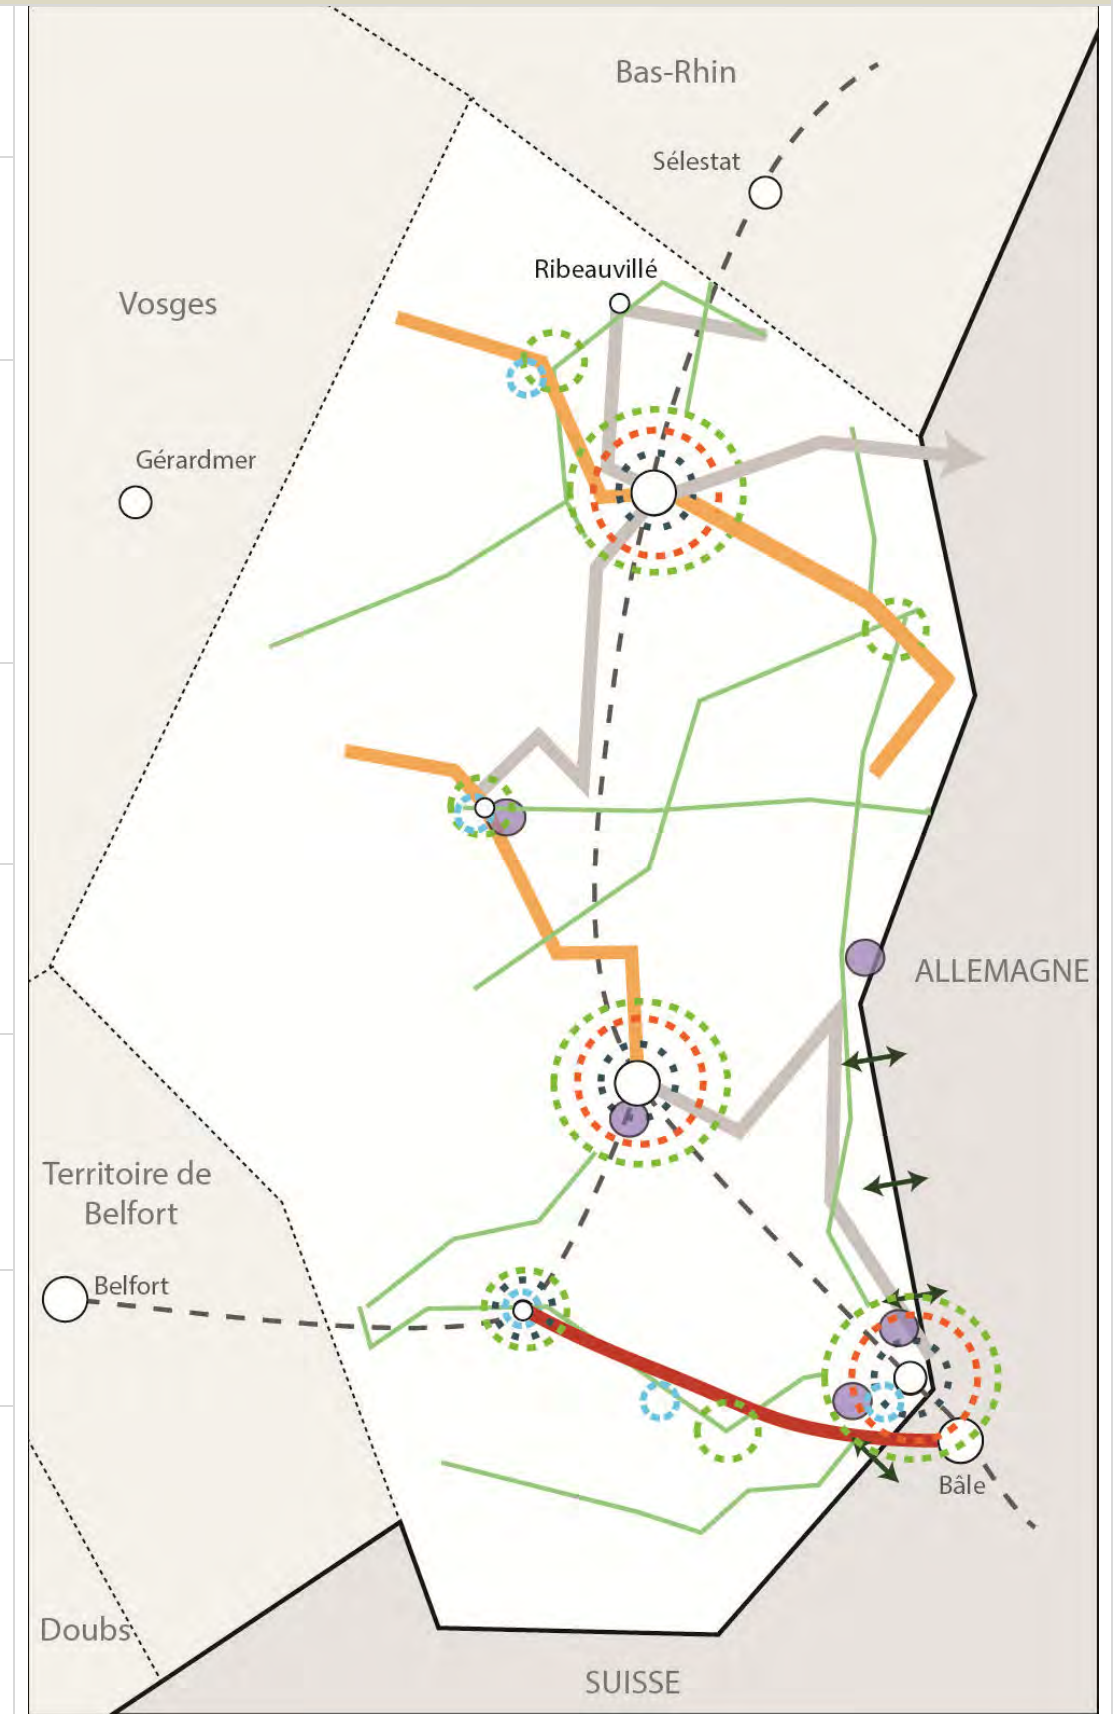 Bas-Rhin
Sélestat
Ribeauvillé
Vosges
Gérardmer
ALLEMAGNE
Territoire de
Belfort
Belfort
Bâle
Doubs
SUISSE